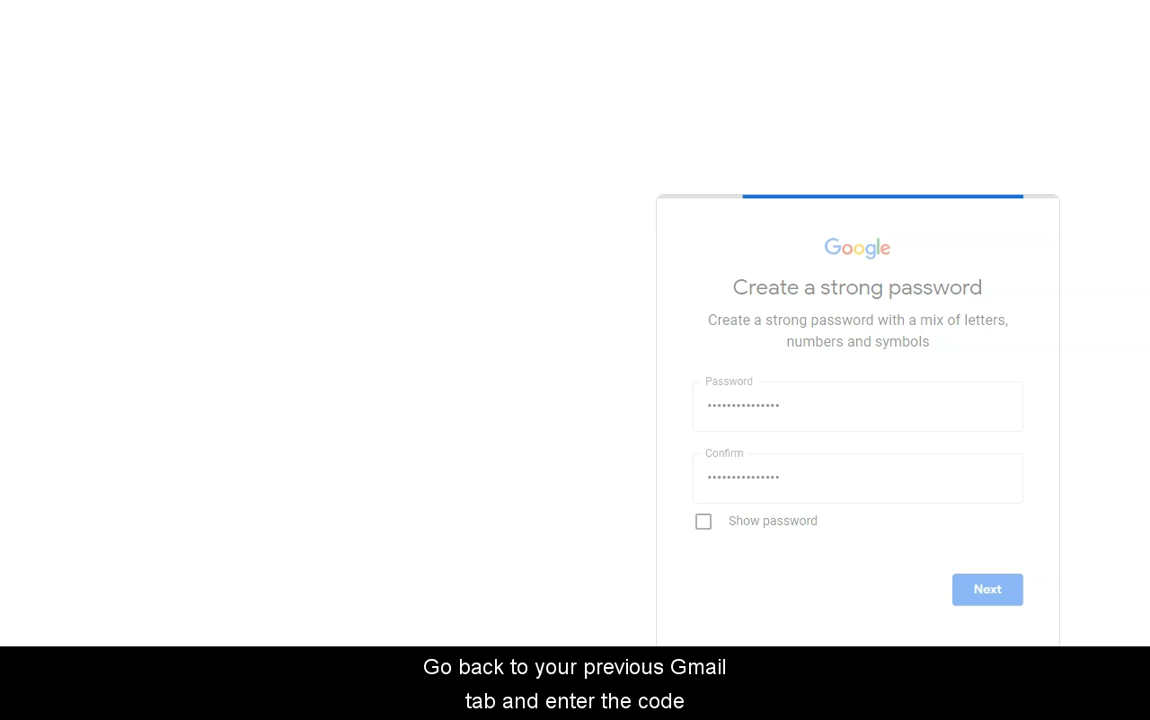 Google
Create a strong password
Create a strong password with a mix of letters,
numbers and symbols
Password
•••••••••••••••
Confirm
•••••••••••••••
Show password
Next
Go back to your previous Gmail
tab and enter the code